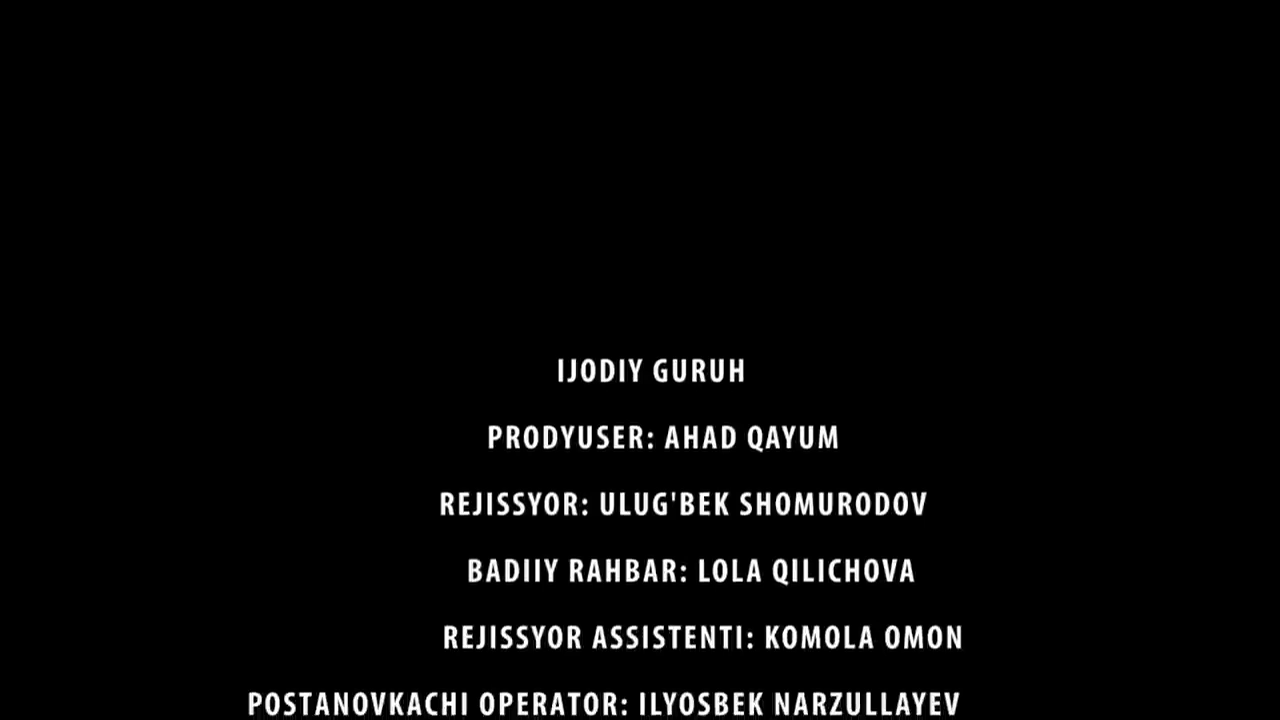 IJODIY GURUH
PRODYUSER: AHAD QAYUM
REJISSYOR: ULUG'BEK SHOMURODOV
BADIIY RAHBAR: LOLA QILICHOVA
REJISSYOR ASSISTENTI: KOMOLA OMON
POSTANOVKACHI OPERATOR: ILYOSBEK NARZULLAYEV